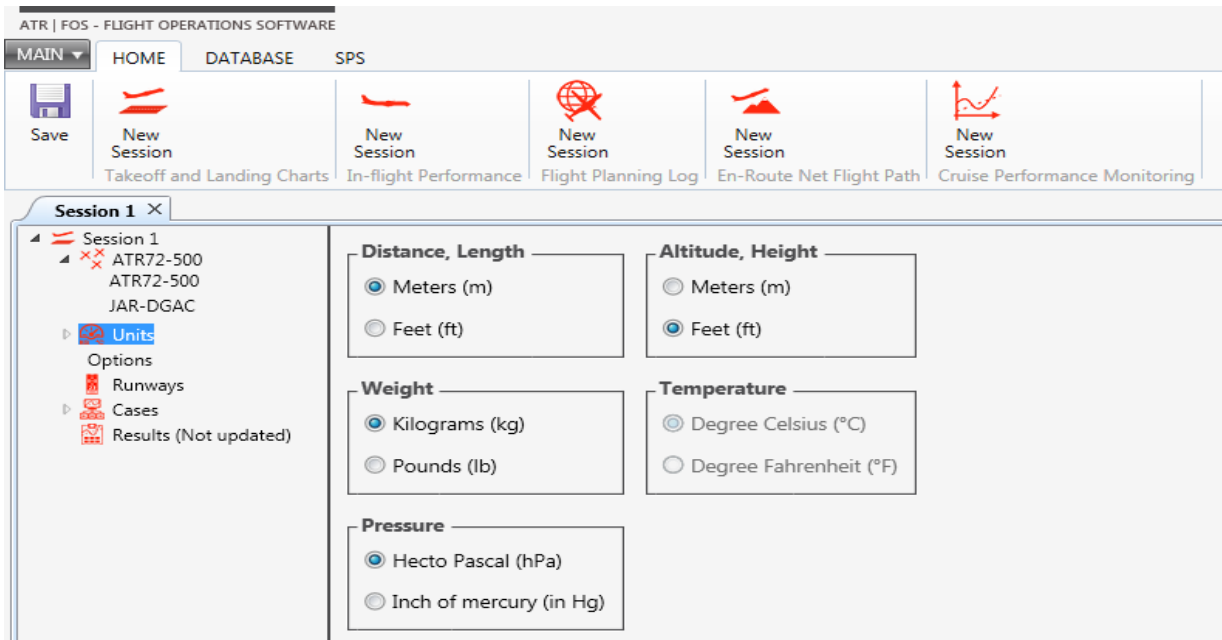 ATR | FOS - FLIGHT OPERATIONS SOFTWARE
MAIN HOME DATABASE SPS
Save
New Session
Takeoff and Landing Charts
New Session
In-flight Performance
New Session
Flight Planning Log
New Session
En-Route Net Flight Path
New Session
Cruise Performance Monitoring
Session 1
Session 1
ATR72-500
ATR72-500
JAR-DGAC
Units
Options
Runways
Cases
Results (Not updated)
Distance, Length
Meters (m)
Feet (ft)
Altitude, Height
Meters (m)
Feet (ft)
Weight
Kilograms (kg)
Pounds (lb)
Temperature
Degree Celsius (°C)
Degree Fahrenheit (°F)
Pressure
Hecto Pascal (hPa)
Inch of mercury (in Hg)